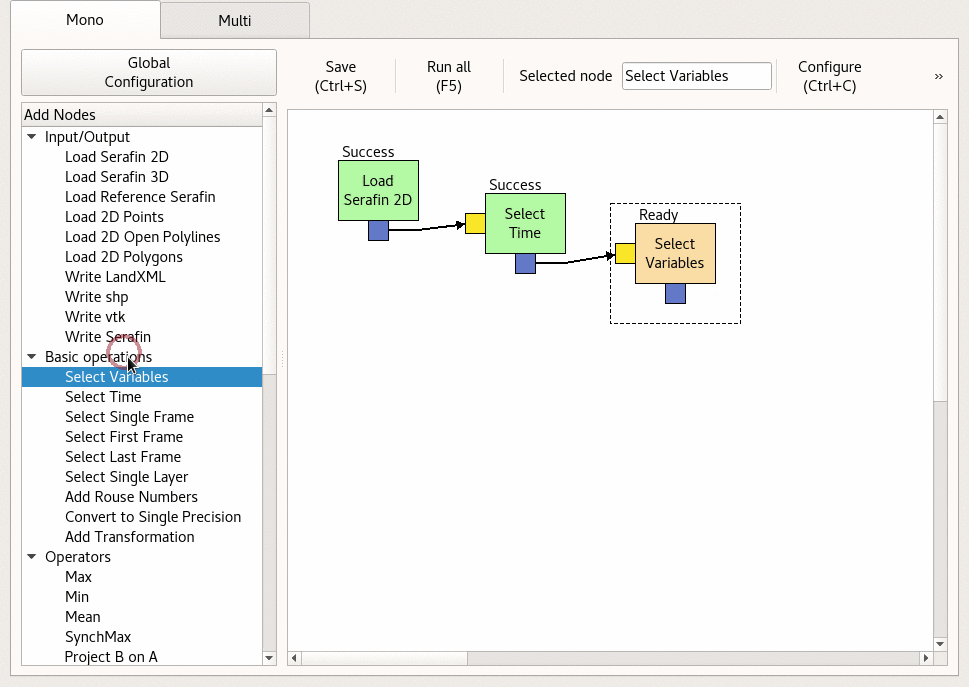 Mono
Multi
Global
Configuration
Save
(Ctrl+S)
Run all
(F5)
Selected node
Select Variables
Configure
(Ctrl+C)
»
Add Nodes
Input/Output
Load Serafin 2D
Load Serafin 3D
Load Reference Serafin
Load 2D Points
Load 2D Open Polylines
Load 2D Polygons
Write LandXML
Write shp
Write vtk
Write Serafin
Basic operations
Select Variables
Select Time
Select Single Frame
Select First Frame
Select Last Frame
Select Single Layer
Add Rouse Numbers
Convert to Single Precision
Add Transformation
Operators
Max
Min
Mean
SynchMax
Project B on A
Success
Load
Serafin 2D
Success
Select
Time
Ready
Select
Variables